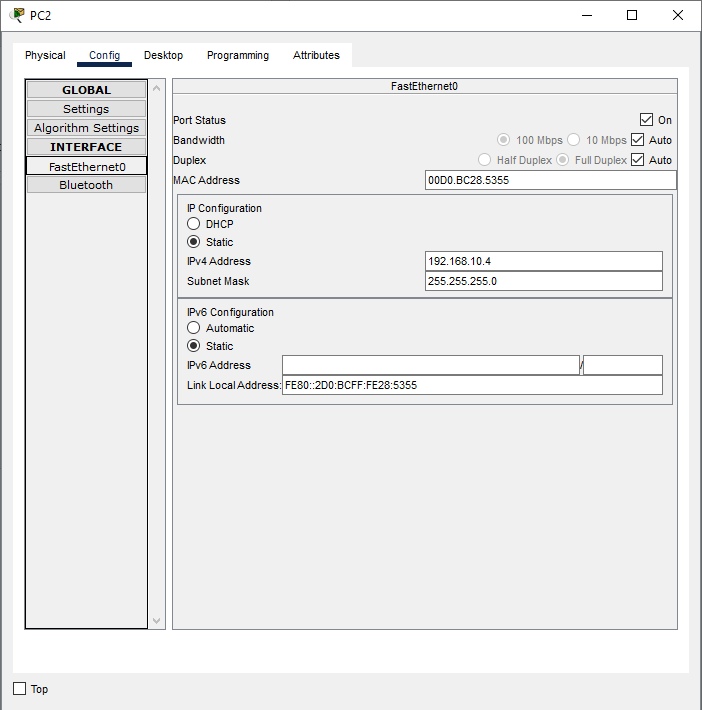 PC2
Physical Config Desktop Programming Attributes
GLOBAL
Settings
Algorithm Settings
INTERFACE
FastEthernet0
Bluetooth
FastEthernet0
Port Status On
Bandwidth 100 Mbps 10 Mbps Auto
Duplex Half Duplex Full Duplex Auto
MAC Address 00D0.BC28.5355
IP Configuration
DHCP
Static
IPv4 Address 192.168.10.4
Subnet Mask 255.255.255.0
IPv6 Configuration
Automatic
Static
IPv6 Address /
Link Local Address: FE80::2D0:BCFF:FE28:5355
Top